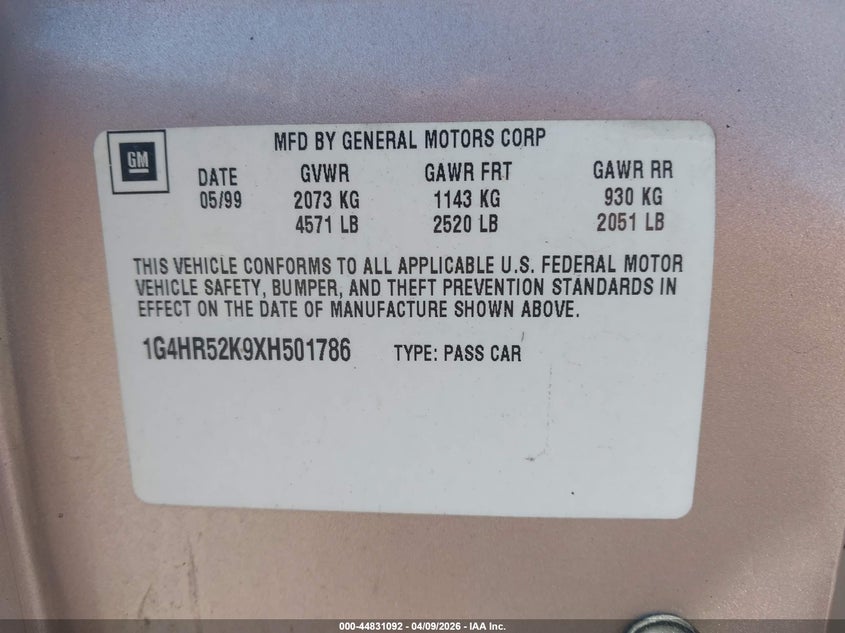 MFD BY GENERAL MOTORS CORP
GM
DATE GVWR GAWR FRT GAWR RR
05/99 2073 KG 1143 KG 930 KG
4571 LB 2520 LB 2051 LB
THIS VEHICLE CONFORMS TO ALL APPLICABLE U.S. FEDERAL MOTOR
VEHICLE SAFETY, BUMPER, AND THEFT PREVENTION STANDARDS IN
EFFECT ON THE DATE OF MANUFACTURE SHOWN ABOVE.
1G4HR52K9XH501786 TYPE: PASS CAR
000-44831092 - 04/09/2026 - IAA Inc.